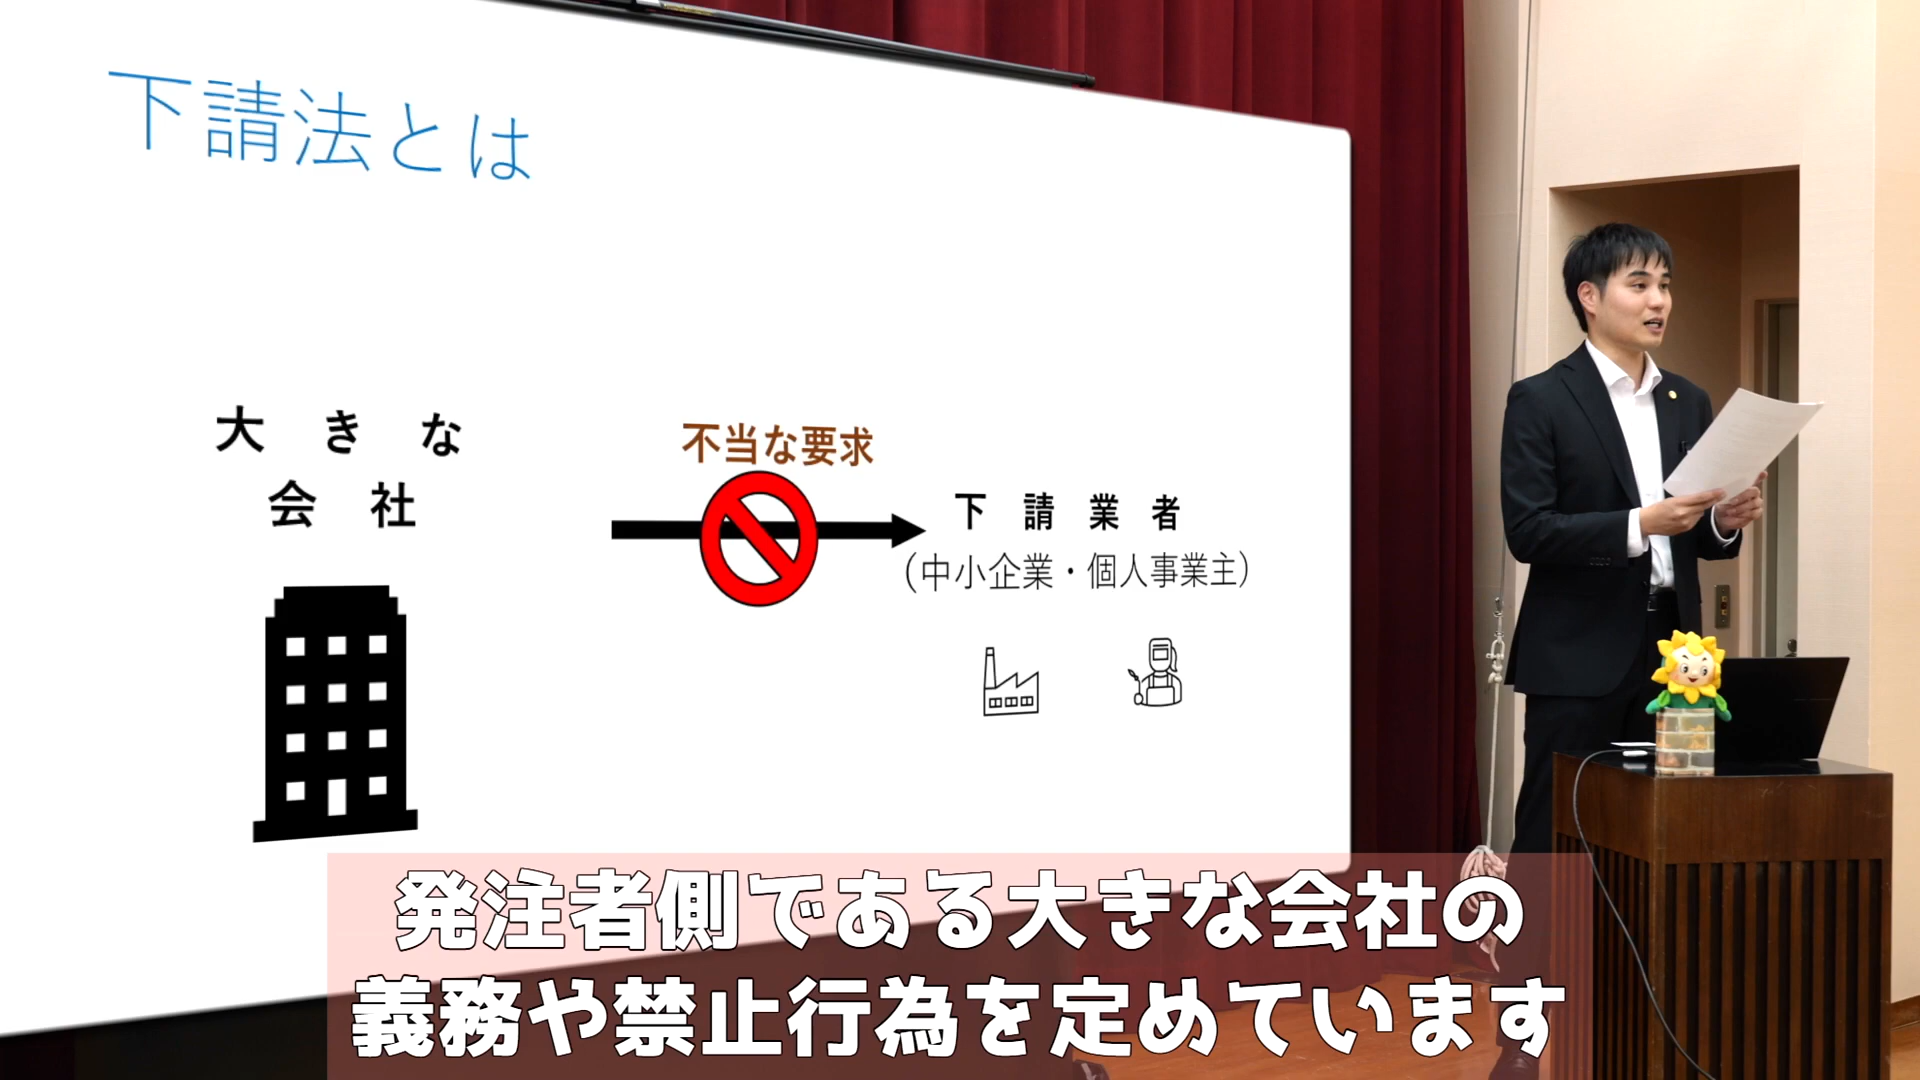 下請法とは
大きな
会社
不当な要求
下請業者
（中小企業・個人事業主）
発注者側である大きな会社の
義務や禁止行為を定めています